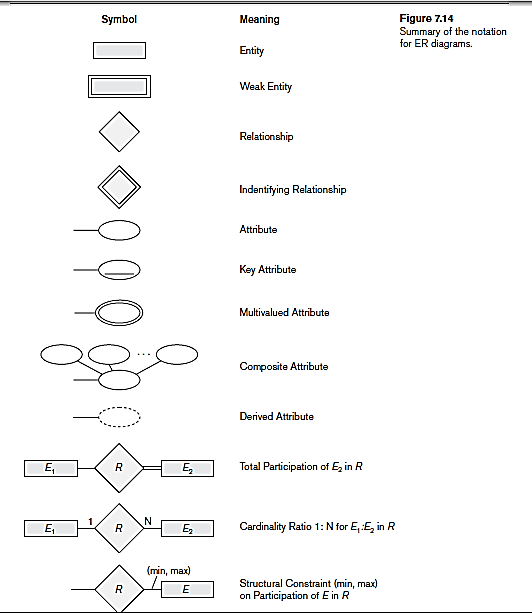 Symbol Meaning Figure 7.14
Summary of the notation
for ER diagrams.
Entity
Weak Entity
Relationship
Indentifying Relationship
Attribute
Key Attribute
Multivalued Attribute
...
Composite Attribute
Derived Attribute
E1 R E2 Total Participation of E2 in R
E1 1 R N E2 Cardinality Ratio 1: N for E1:E2 in R
(min, max)
R E Structural Constraint (min, max)
on Participation of E in R